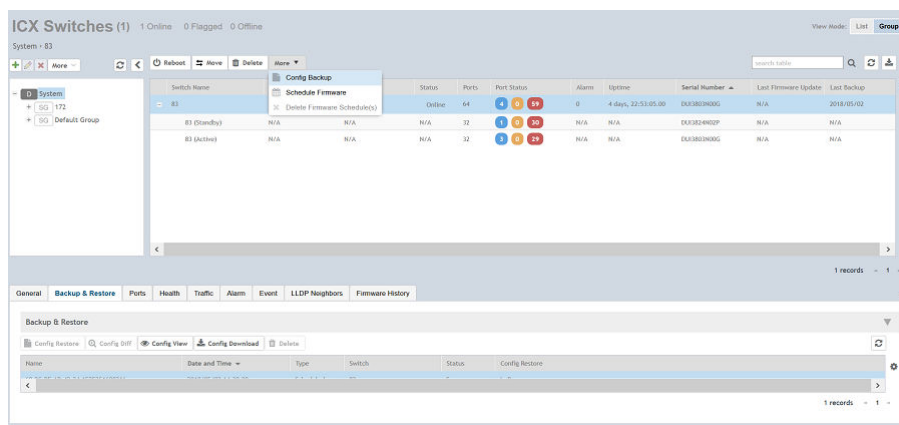 ICX Switches (1) 1 Online 0 Flagged 0 Offline
View Mode: List Group
System › 83
More
Reboot Move Delete More
search table
Config Backup
Schedule Firmware
Delete Firmware Schedule(s)
Switch Name Status Ports Port Status Alarm Uptime Serial Number Last Firmware Update Last Backup
D System
SG 172
SG Default Group
83 Online 64 4 0 59 0 4 days, 22:53:05.00 N/A 2018/05/02
83 (Standby) N/A N/A N/A 32 1 0 30 N/A N/A N/A N/A
83 (Active) N/A N/A N/A 32 3 0 29 N/A N/A N/A N/A
1 records 1
General Backup & Restore Ports Health Traffic Alarm Event LLDP Neighbors Firmware History
Backup & Restore
Config Restore Config Diff Config View Config Download Delete
Name Date and Time Type Switch Status Config Restore
1 records 1